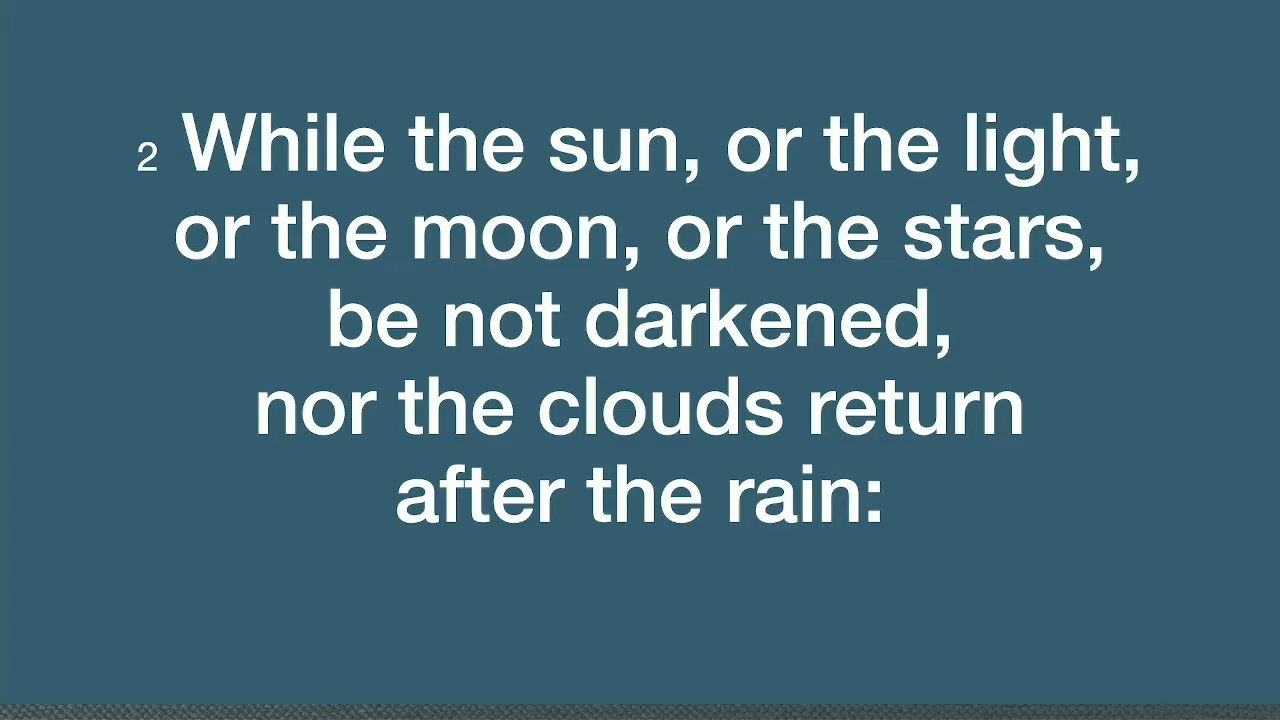 2 While the sun, or the light,
or the moon, or the stars,
be not darkened,
nor the clouds return
after the rain: